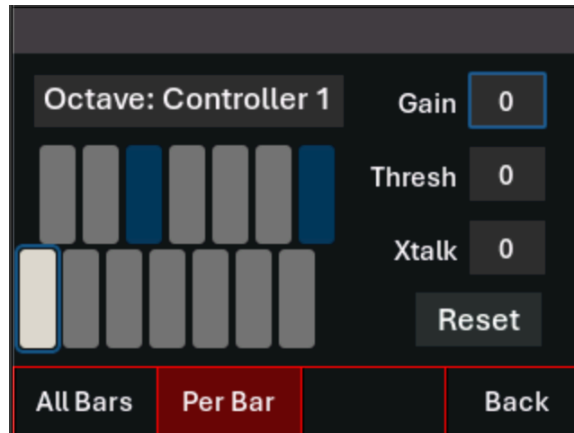 Octave: Controller 1
Gain 0
Thresh 0
Xtalk 0
Reset
All Bars Per Bar Back